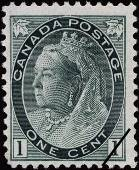 CANADA POSTAGE
1 ONE CENT 1